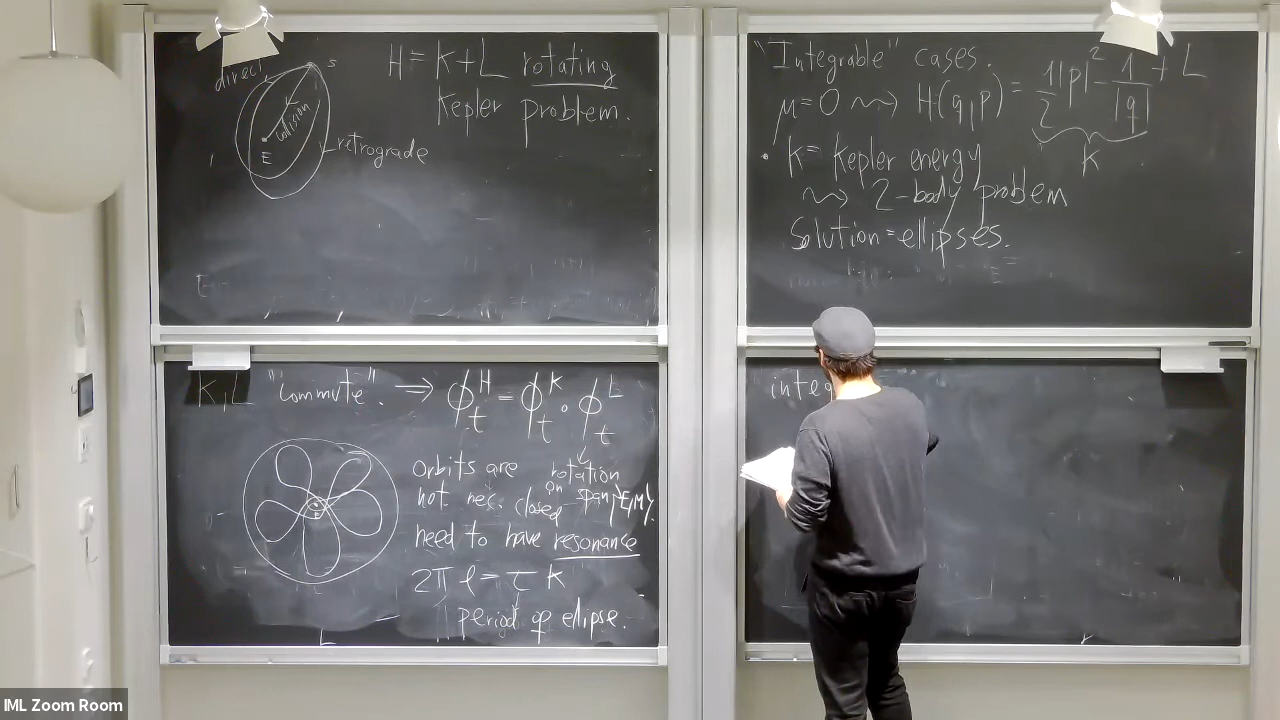 direct
S
collision
E
retrograde
H = K + L rotating
Kepler problem.
K, L "commute". ⟹ ϕ_t^H = ϕ_t^K ∘ ϕ_t^L
E
L
orbits are rotation
not nes. closed on span{E,M}.
need to have resonance
2π ℓ = τ k
period of ellipse.
"Integrable" cases.
μ = 0 ⇝ H(q,p) = 1/2 |p|² - 1/|q| + L
K
• K = Kepler energy
⇝ 2-body problem
Solution = ellipses.
integ
IML Zoom Room